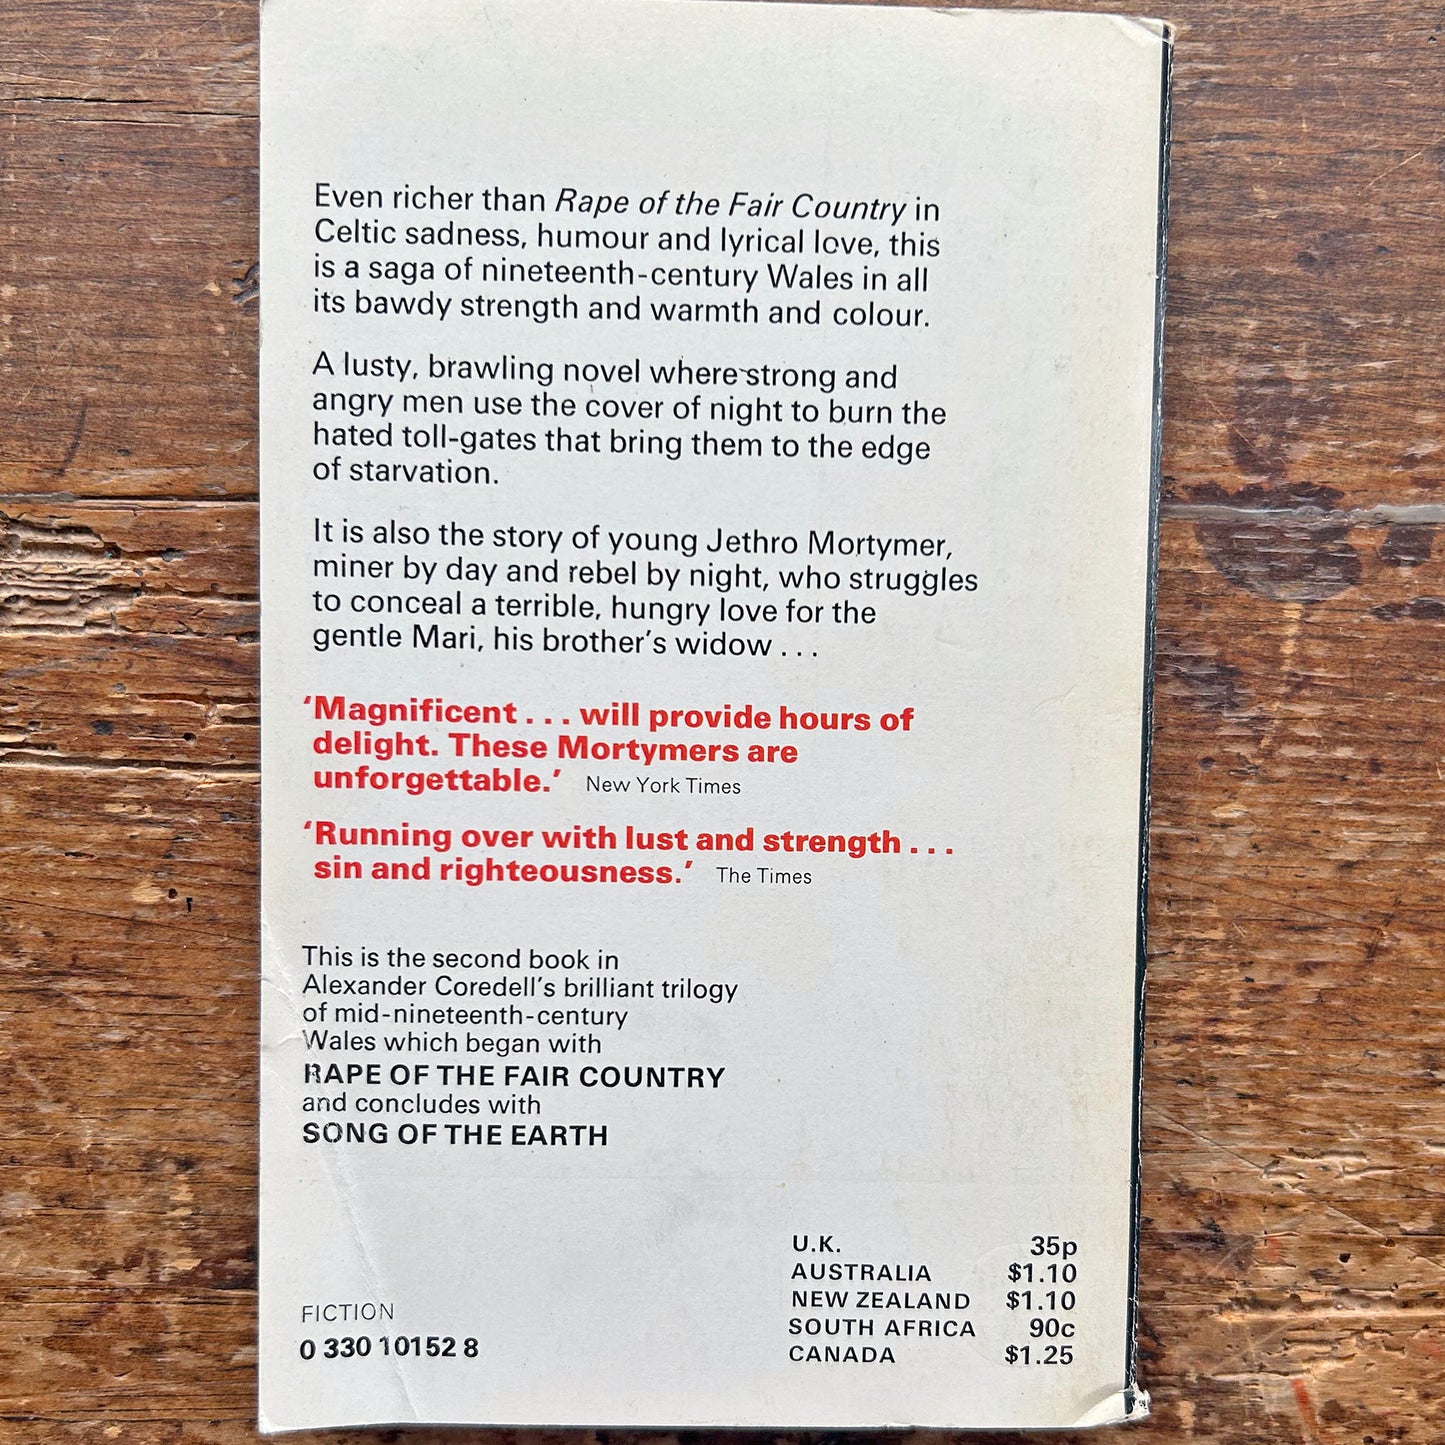 Even richer than Rape of the Fair Country in
Celtic sadness, humour and lyrical love, this
is a saga of nineteenth-century Wales in all
its bawdy strength and warmth and colour.
A lusty, brawling novel where strong and
angry men use the cover of night to burn the
hated toll-gates that bring them to the edge
of starvation.
It is also the story of young Jethro Mortymer,
miner by day and rebel by night, who struggles
to conceal a terrible, hungry love for the
gentle Mari, his brother's widow . . .
‘Magnificent . . . will provide hours of
delight. These Mortymers are
unforgettable.’ New York Times
‘Running over with lust and strength . . .
sin and righteousness.’ The Times
This is the second book in
Alexander Coredell's brilliant trilogy
of mid-nineteenth-century
Wales which began with
RAPE OF THE FAIR COUNTRY
and concludes with
SONG OF THE EARTH
U.K. 35p
AUSTRALIA $1.10
NEW ZEALAND $1.10
SOUTH AFRICA 90c
CANADA $1.25
FICTION
0 330 10152 8